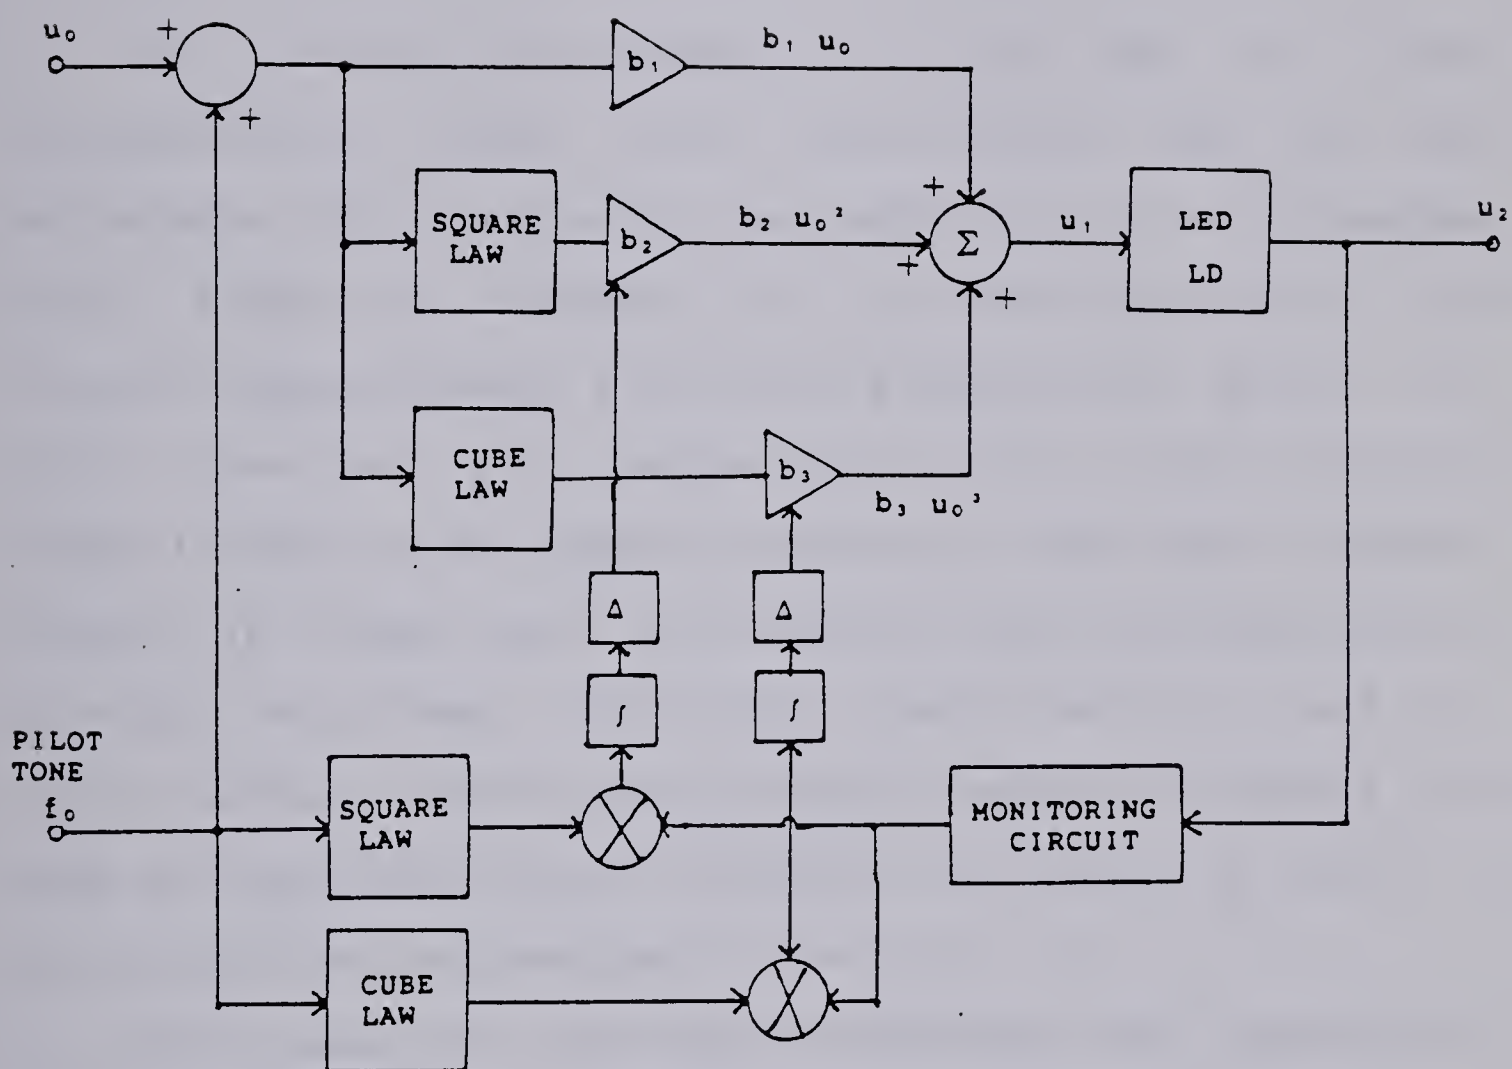 u₀
+
+
b₁
b₁ u₀
SQUARE
LAW
b₂
b₂ u₀²
+
+
+
Σ
u₁
LED
LD
u₂
CUBE
LAW
b₃
b₃ u₀³
Δ
Δ
∫
∫
PILOT
TONE
f₀
SQUARE
LAW
MONITORING
CIRCUIT
CUBE
LAW